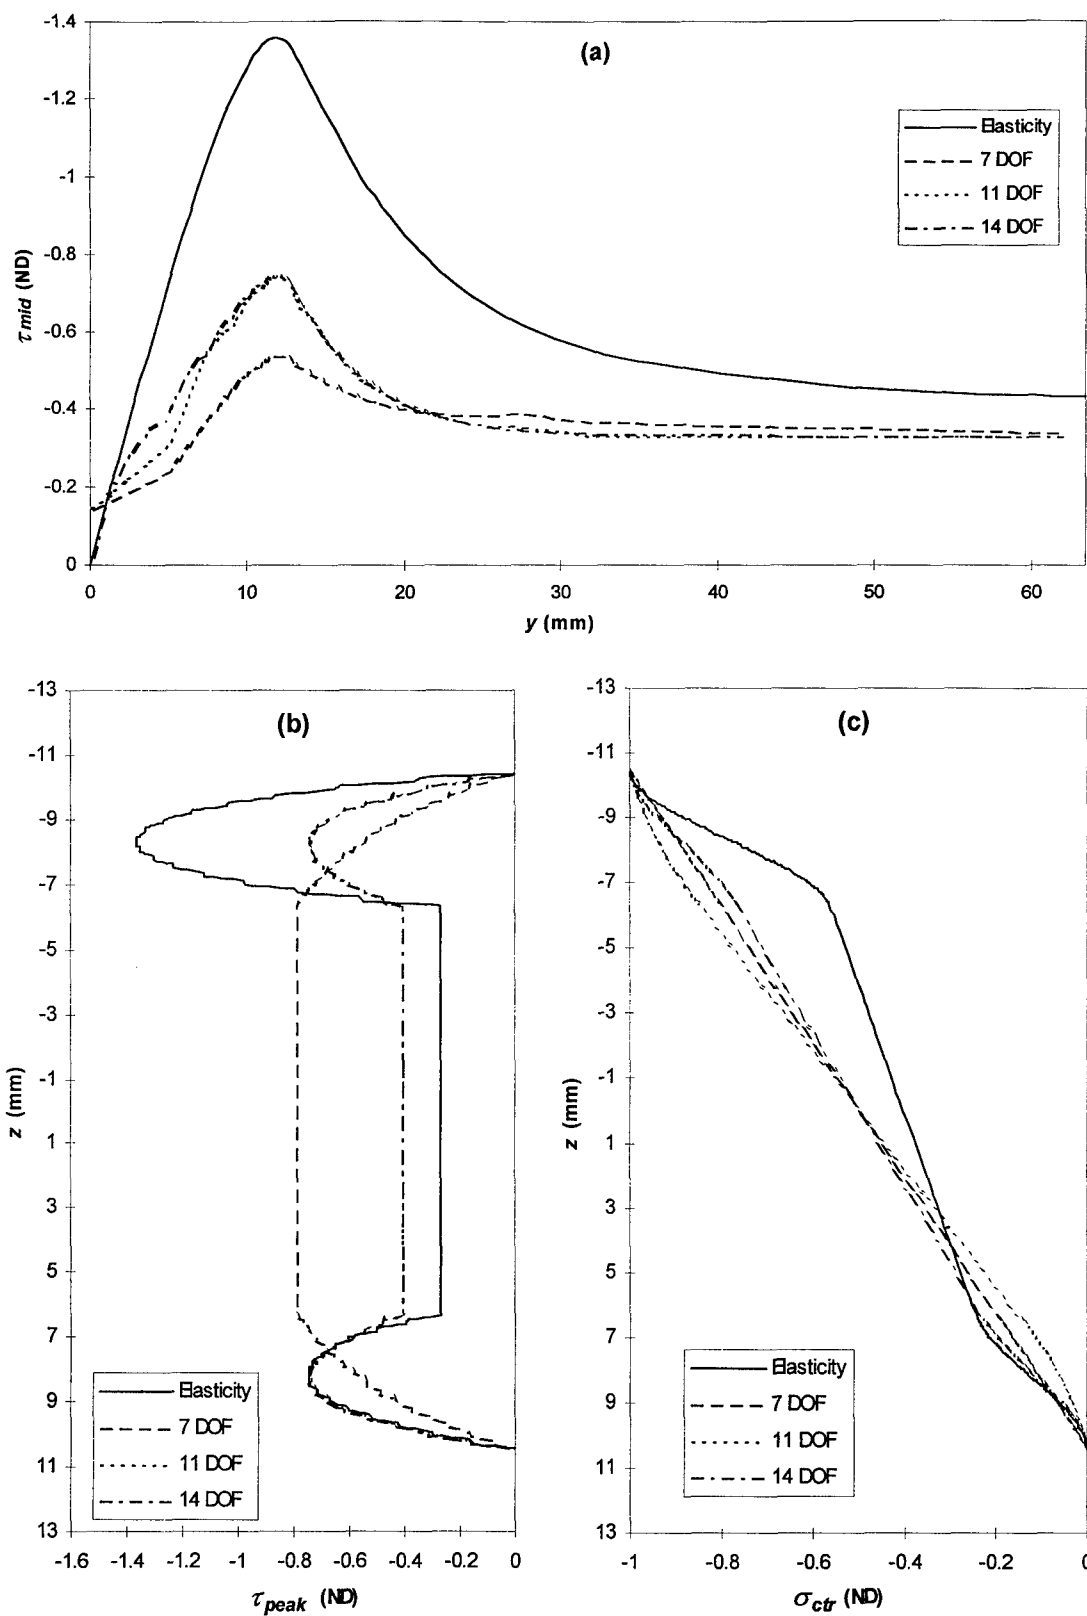 (a)
-1.4
-1.2
-1
-0.8
-0.6
-0.4
-0.2
0
τ mid (ND)
Elasticity
7 DOF
11 DOF
14 DOF
0 10 20 30 40 50 60
y (mm)
(b)
-13
-11
-9
-7
-5
-3
-1
1
3
5
7
9
11
13
z (mm)
Elasticity
7 DOF
11 DOF
14 DOF
-1.6 -1.4 -1.2 -1 -0.8 -0.6 -0.4 -0.2 0
τ peak (ND)
(c)
-13
-11
-9
-7
-5
-3
-1
1
3
5
7
9
11
13
z (mm)
Elasticity
7 DOF
11 DOF
14 DOF
-1 -0.8 -0.6 -0.4 -0.2 0
σ ctr (ND)